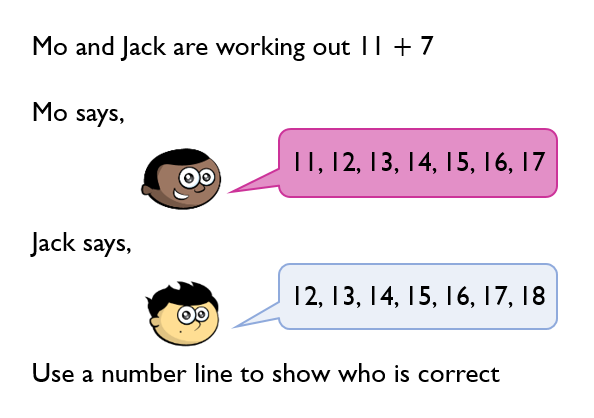 Mo and Jack are working out 11 + 7
Mo says,
11, 12, 13, 14, 15, 16, 17
Jack says,
12, 13, 14, 15, 16, 17, 18
Use a number line to show who is correct